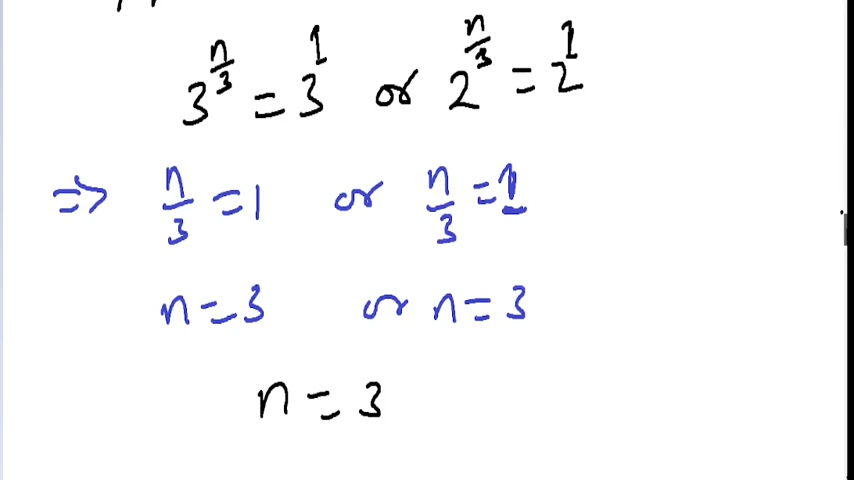 3^{n/3} = 3^1 or 2^{n/3} = 2^1
=> n/3 = 1 or n/3 = 1
n = 3 or n = 3
n = 3